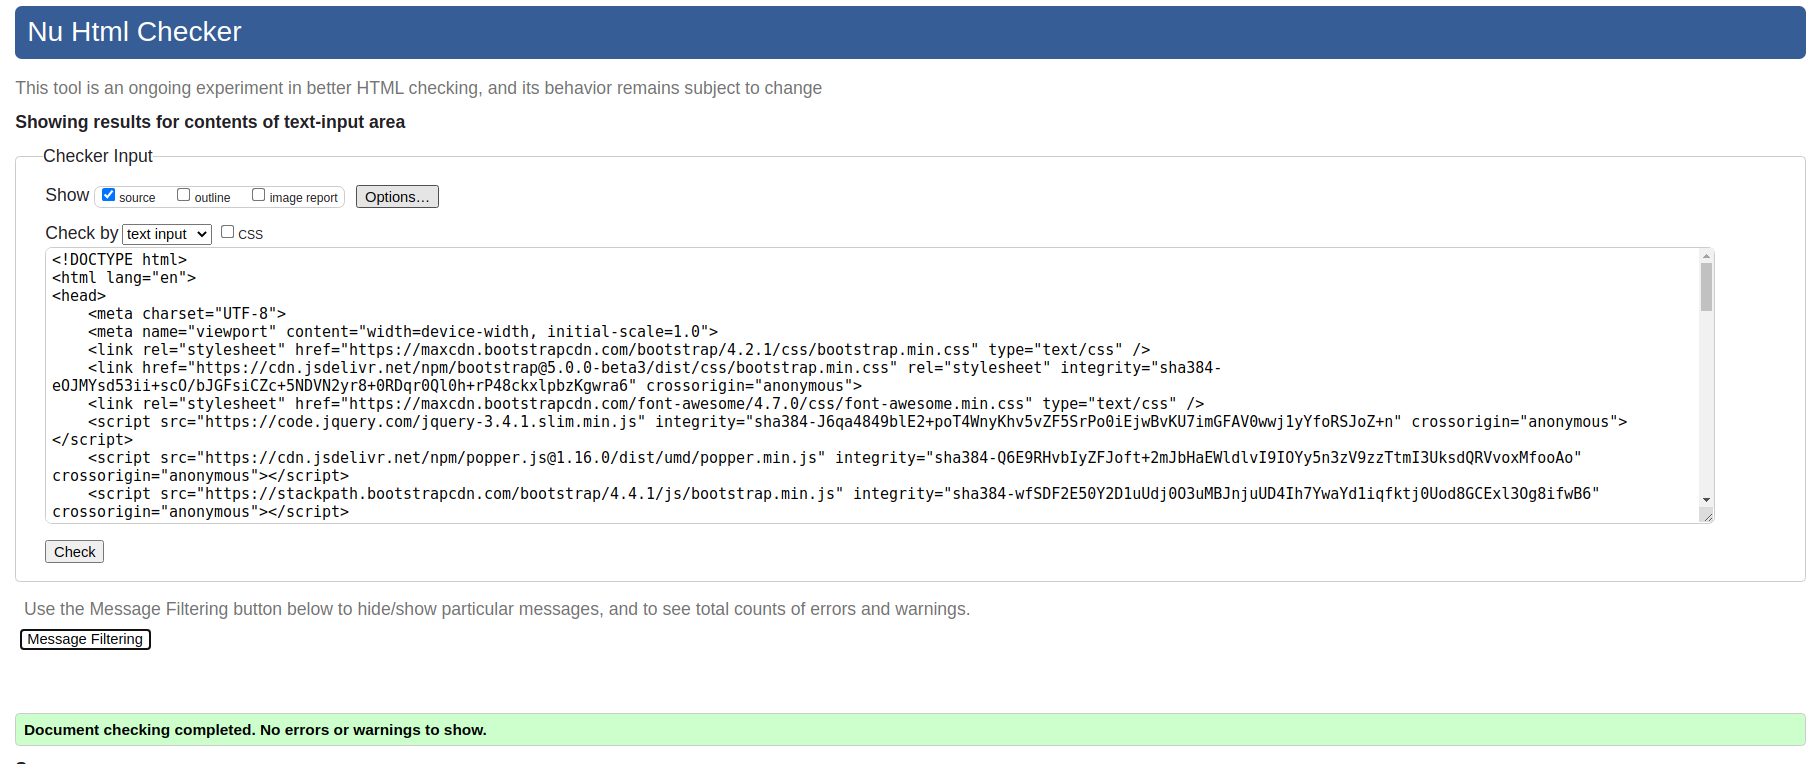 Nu Html Checker
This tool is an ongoing experiment in better HTML checking, and its behavior remains subject to change
Showing results for contents of text-input area
Checker Input
Show source outline image report Options...
Check by text input CSS
<!DOCTYPE html>
<html lang="en">
<head>
    <meta charset="UTF-8">
    <meta name="viewport" content="width=device-width, initial-scale=1.0">
    <link rel="stylesheet" href="https://maxcdn.bootstrapcdn.com/bootstrap/4.2.1/css/bootstrap.min.css" type="text/css" />
    <link href="https://cdn.jsdelivr.net/npm/bootstrap@5.0.0-beta3/dist/css/bootstrap.min.css" rel="stylesheet" integrity="sha384-
eOJMYsd53ii+scO/bJGFsiCZc+5NDVN2yr8+0RDqr0Ql0h+rP48ckxlpbzKgwra6" crossorigin="anonymous">
    <link rel="stylesheet" href="https://maxcdn.bootstrapcdn.com/font-awesome/4.7.0/css/font-awesome.min.css" type="text/css" />
    <script src="https://code.jquery.com/jquery-3.4.1.slim.min.js" integrity="sha384-J6qa4849blE2+poT4WnyKhv5vZF5SrPo0iEjwBvKU7imGFAV0wwj1yYfoRSJoZ+n" crossorigin="anonymous">
</script>
    <script src="https://cdn.jsdelivr.net/npm/popper.js@1.16.0/dist/umd/popper.min.js" integrity="sha384-Q6E9RHvbIyZFJoft+2mJbHaEWldlvI9IOYy5n3zV9zzTtmI3UksdQRVvoxMfooAo"
crossorigin="anonymous"></script>
    <script src="https://stackpath.bootstrapcdn.com/bootstrap/4.4.1/js/bootstrap.min.js" integrity="sha384-wfSDF2E50Y2D1uUdj0O3uMBJnjuUD4Ih7YwaYd1iqfktj0Uod8GCExl3Og8ifwB6"
crossorigin="anonymous"></script>
Check
Use the Message Filtering button below to hide/show particular messages, and to see total counts of errors and warnings.
Message Filtering
Document checking completed. No errors or warnings to show.